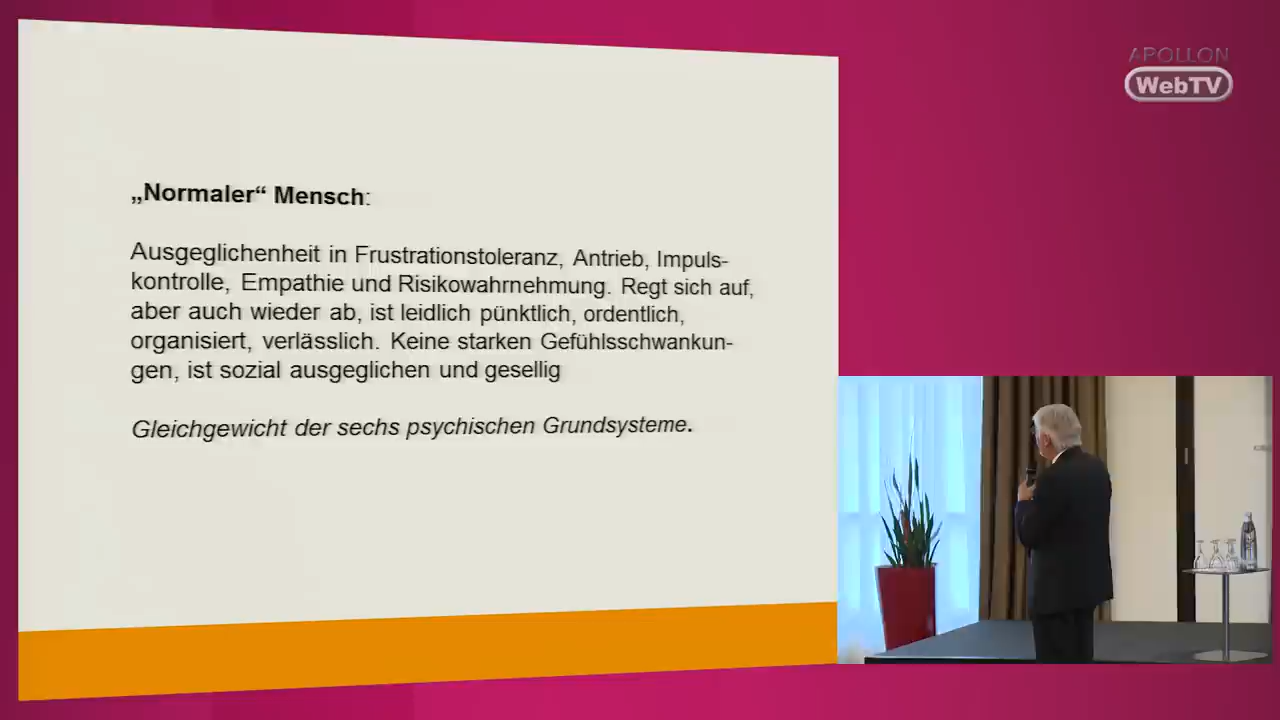 APOLLON
WebTV
„Normaler“ Mensch:
Ausgeglichenheit in Frustrationstoleranz, Antrieb, Impuls-
kontrolle, Empathie und Risikowahrnehmung. Regt sich auf,
aber auch wieder ab, ist leidlich pünktlich, ordentlich,
organisiert, verlässlich. Keine starken Gefühlsschwankun-
gen, ist sozial ausgeglichen und gesellig
Gleichgewicht der sechs psychischen Grundsysteme.